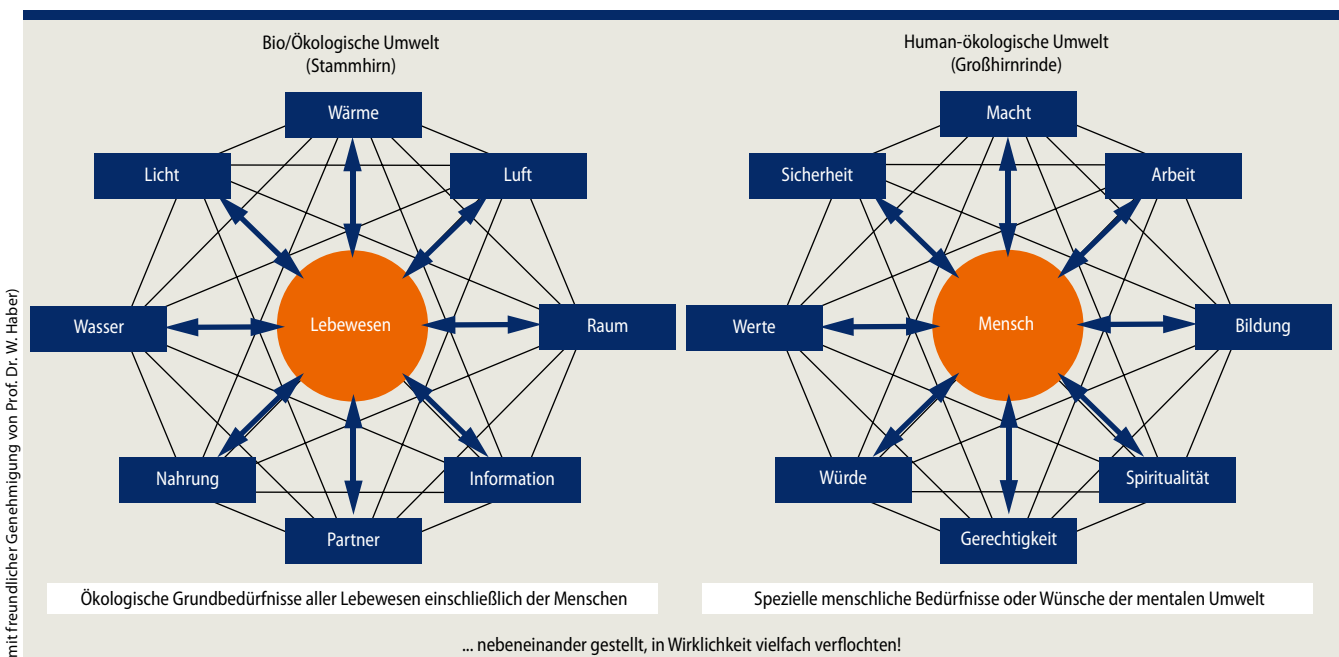 Bio/Ökologische Umwelt
(Stammhirn)
Wärme
Licht
Luft
Wasser
Lebewesen
Raum
Nahrung
Information
Partner
Ökologische Grundbedürfnisse aller Lebewesen einschließlich der Menschen
Human-ökologische Umwelt
(Großhirnrinde)
Macht
Sicherheit
Arbeit
Werte
Mensch
Bildung
Würde
Spiritualität
Gerechtigkeit
Spezielle menschliche Bedürfnisse oder Wünsche der mentalen Umwelt
... nebeneinander gestellt, in Wirklichkeit vielfach verflochten!
mit freundlicher Genehmigung von Prof. Dr. W. Haber)